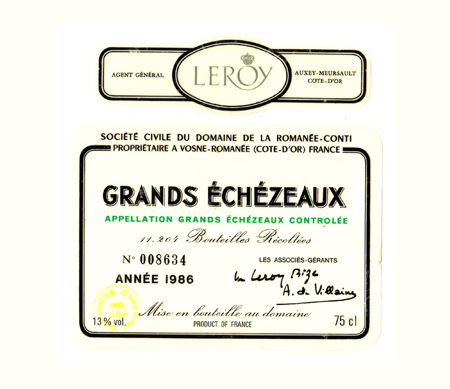 AGENT GÉNÉRAL
LEROY
AUXEY-MEURSAULT
COTE-D'OR
SOCIÉTÉ CIVILE DU DOMAINE DE LA ROMANÉE-CONTI
PROPRIÉTAIRE A VOSNE-ROMANÉE (COTE-D'OR) FRANCE
GRANDS ÉCHÉZEAUX
APPELLATION GRANDS ÉCHÉZEAUX CONTROLÉE
11.204 Bouteilles Récoltées
N° 008634
LES ASSOCIÉS-GÉRANTS
ANNÉE 1986
Leroy Bize
A. de Villaine
Mise en bouteille au domaine
13% vol.
PRODUCT OF FRANCE
75 cl